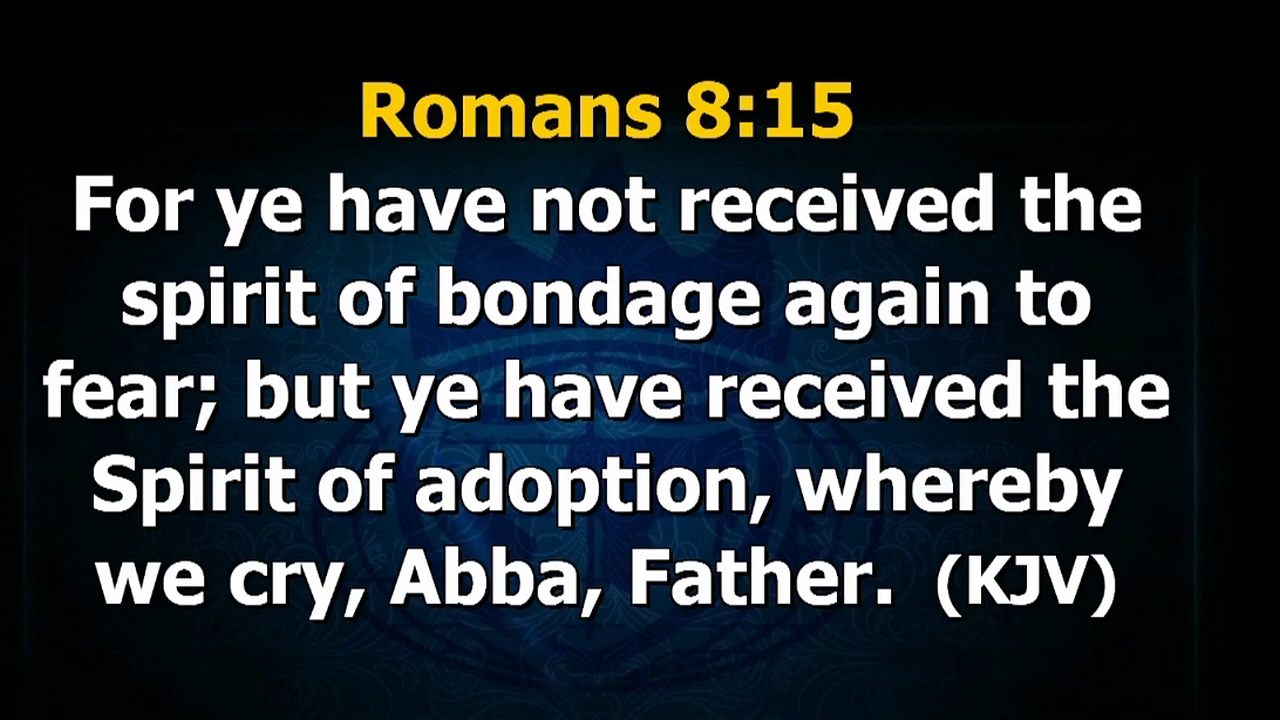 Romans 8:15
For ye have not received the
spirit of bondage again to
fear; but ye have received the
Spirit of adoption, whereby
we cry, Abba, Father. (KJV)